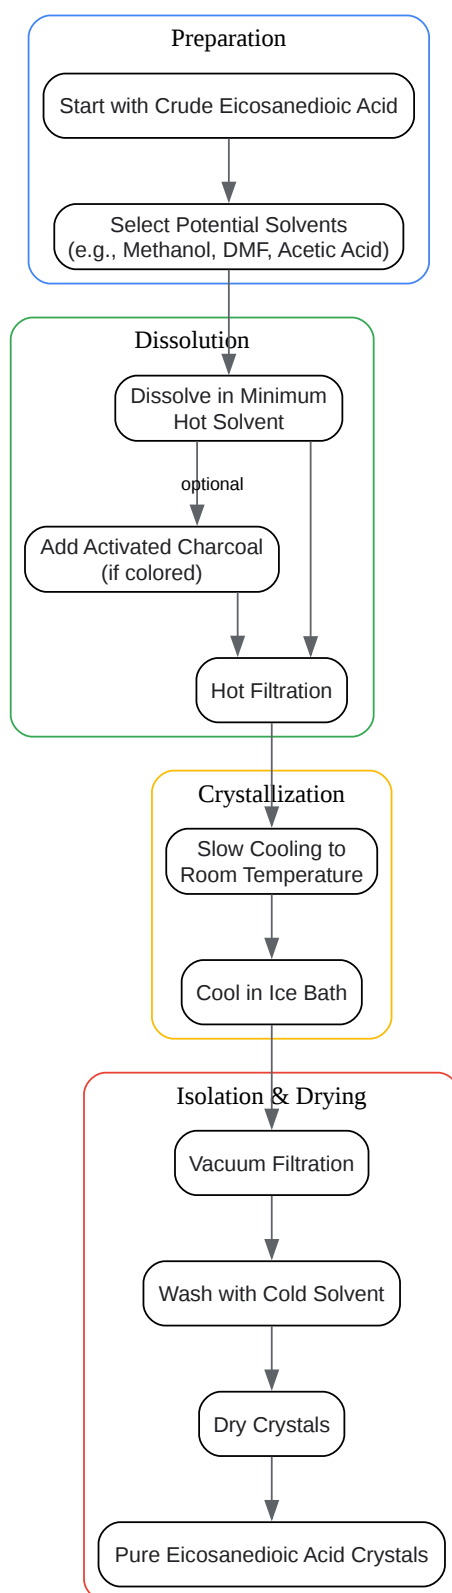 Preparation
Start with Crude Eicosanedioic Acid
Select Potential Solvents
(e.g., Methanol, DMF, Acetic Acid)
Dissolution
Dissolve in Minimum
Hot Solvent
optional
Add Activated Charcoal
(if colored)
Hot Filtration
Crystallization
Slow Cooling to
Room Temperature
Cool in Ice Bath
Isolation & Drying
Vacuum Filtration
Wash with Cold Solvent
Dry Crystals
Pure Eicosanedioic Acid Crystals